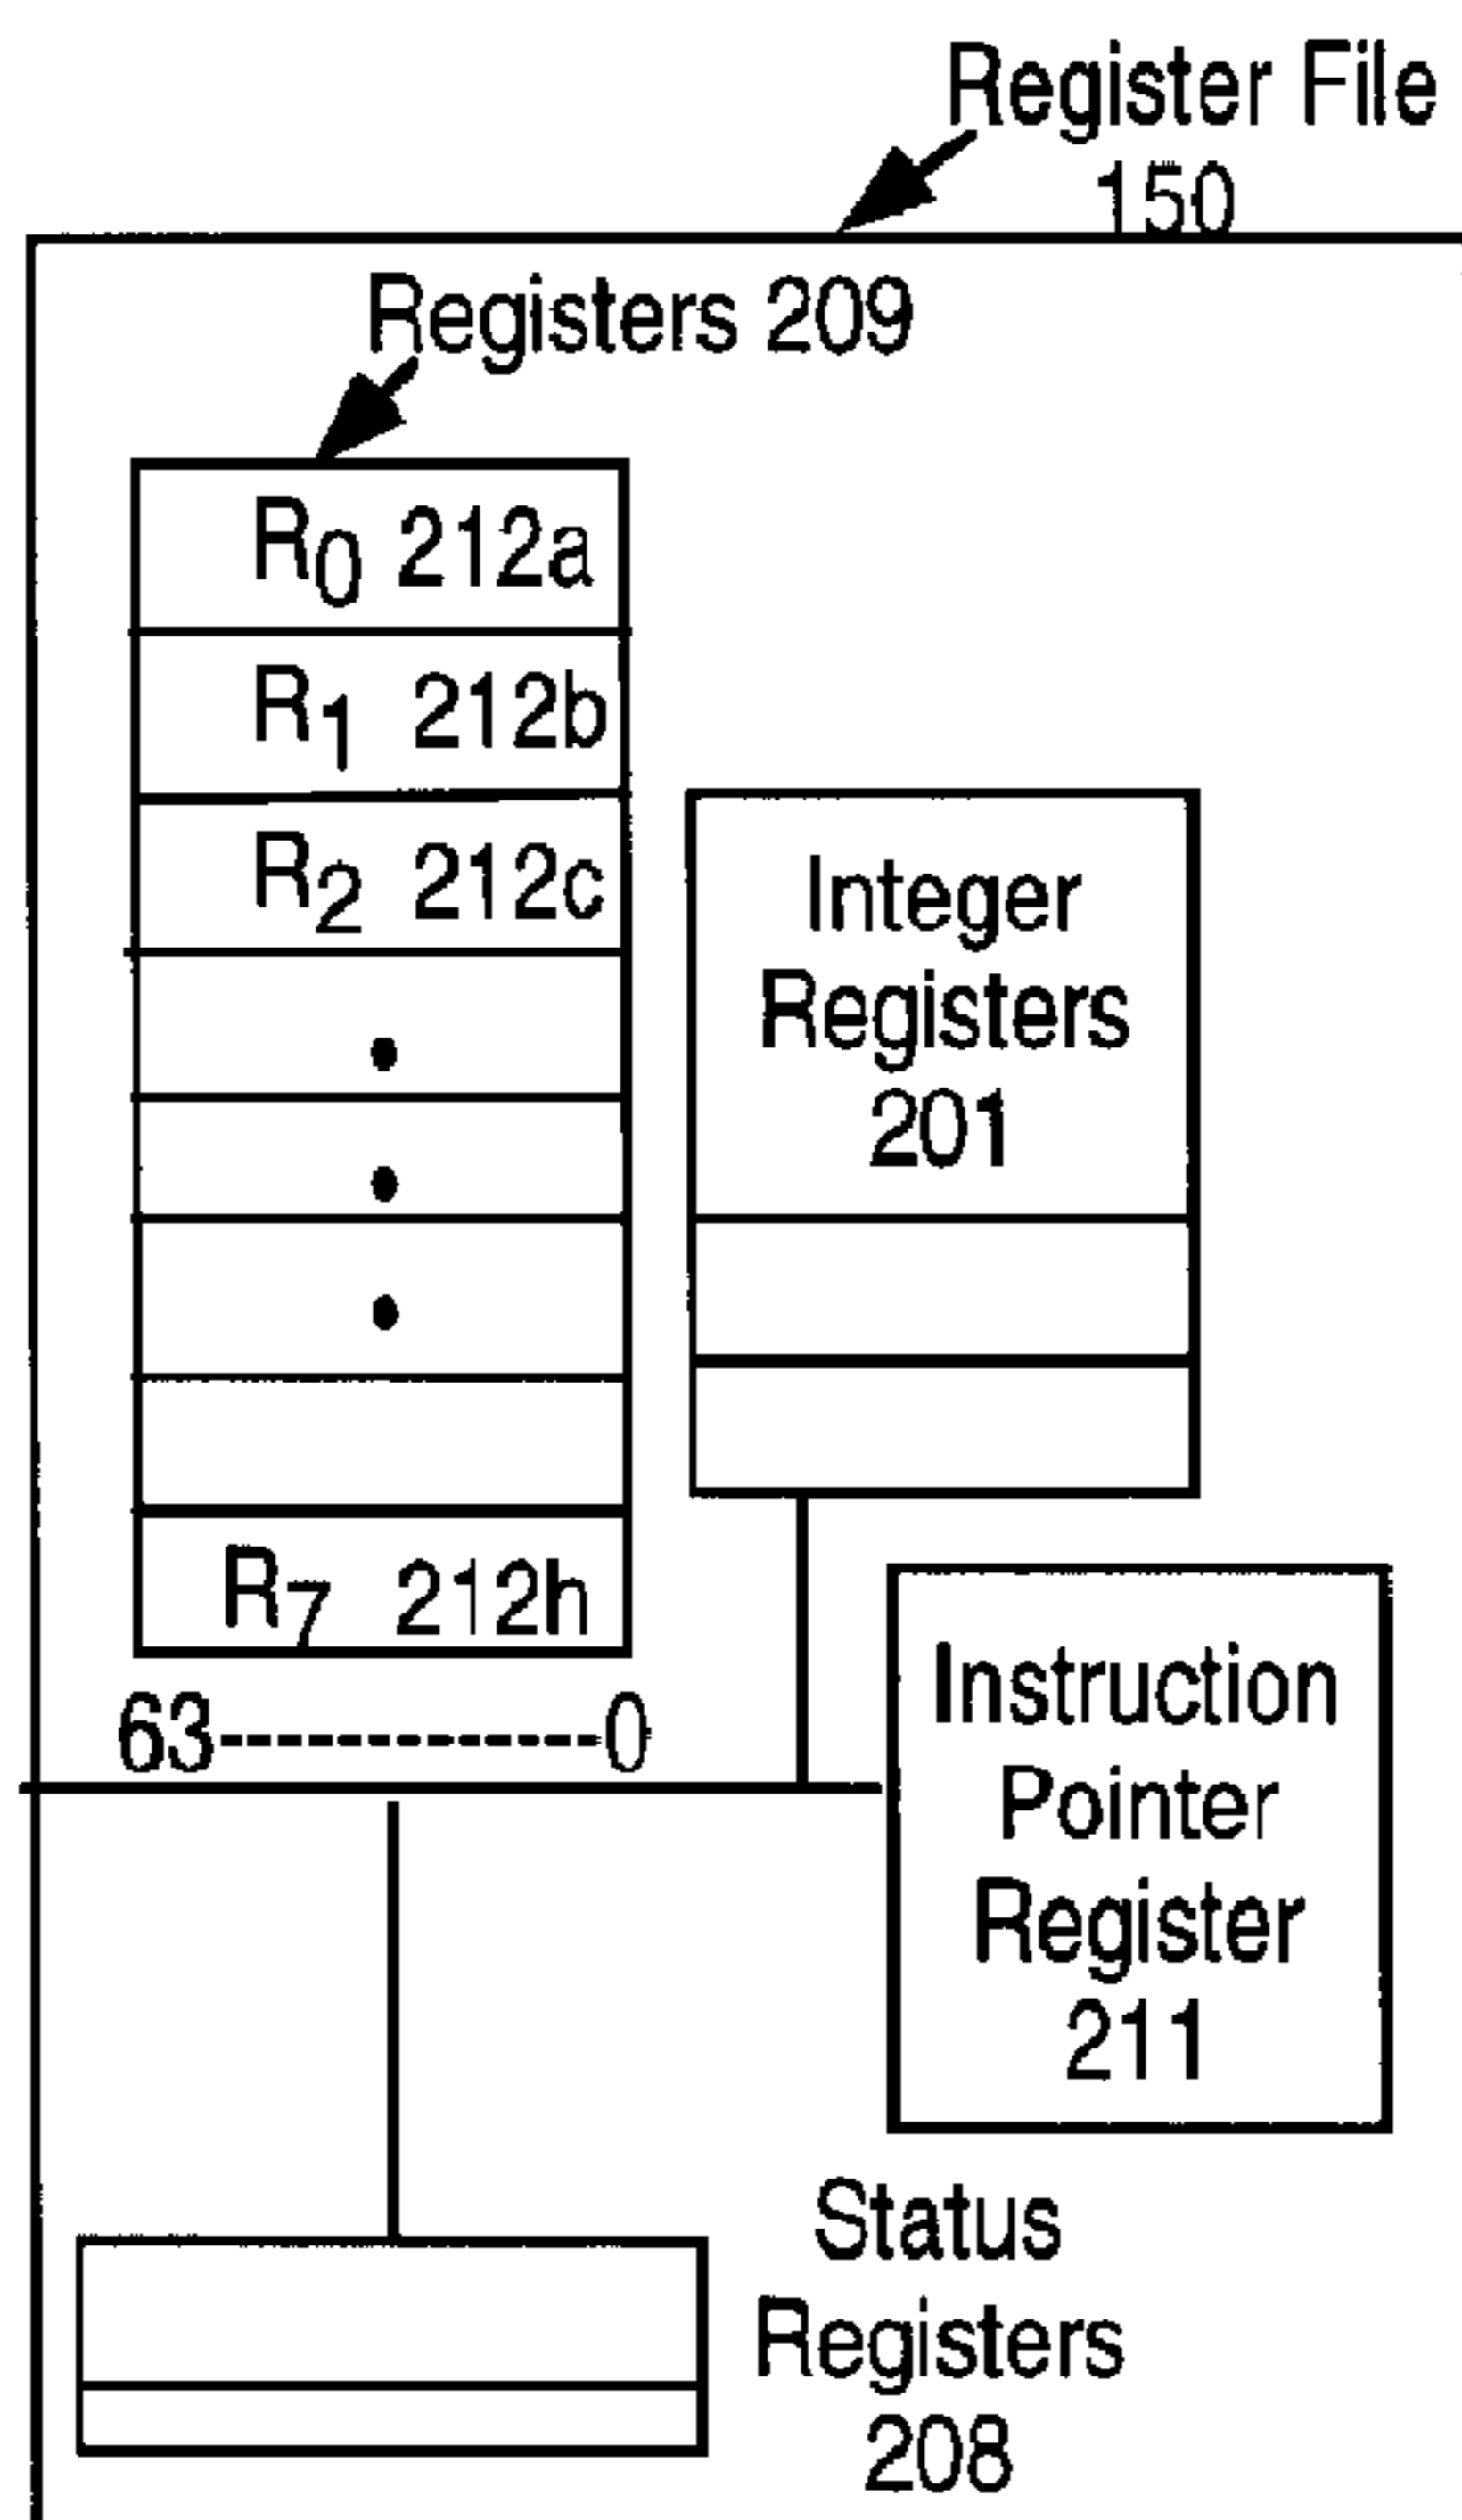 Register File
150
Registers 209
R0 212a
R1 212b
R2 212c
Integer
Registers
201
R7 212h
63-------------0
Instruction
Pointer
Register
211
Status
Registers
208